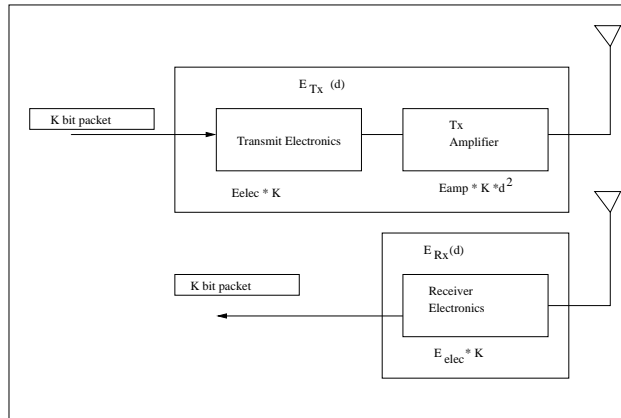 E Tx (d)
K bit packet
Transmit Electronics
Tx
Amplifier
Eelec * K
Eamp * K *d2
E Rx (d)
K bit packet
Receiver
Electronics
E elec * K